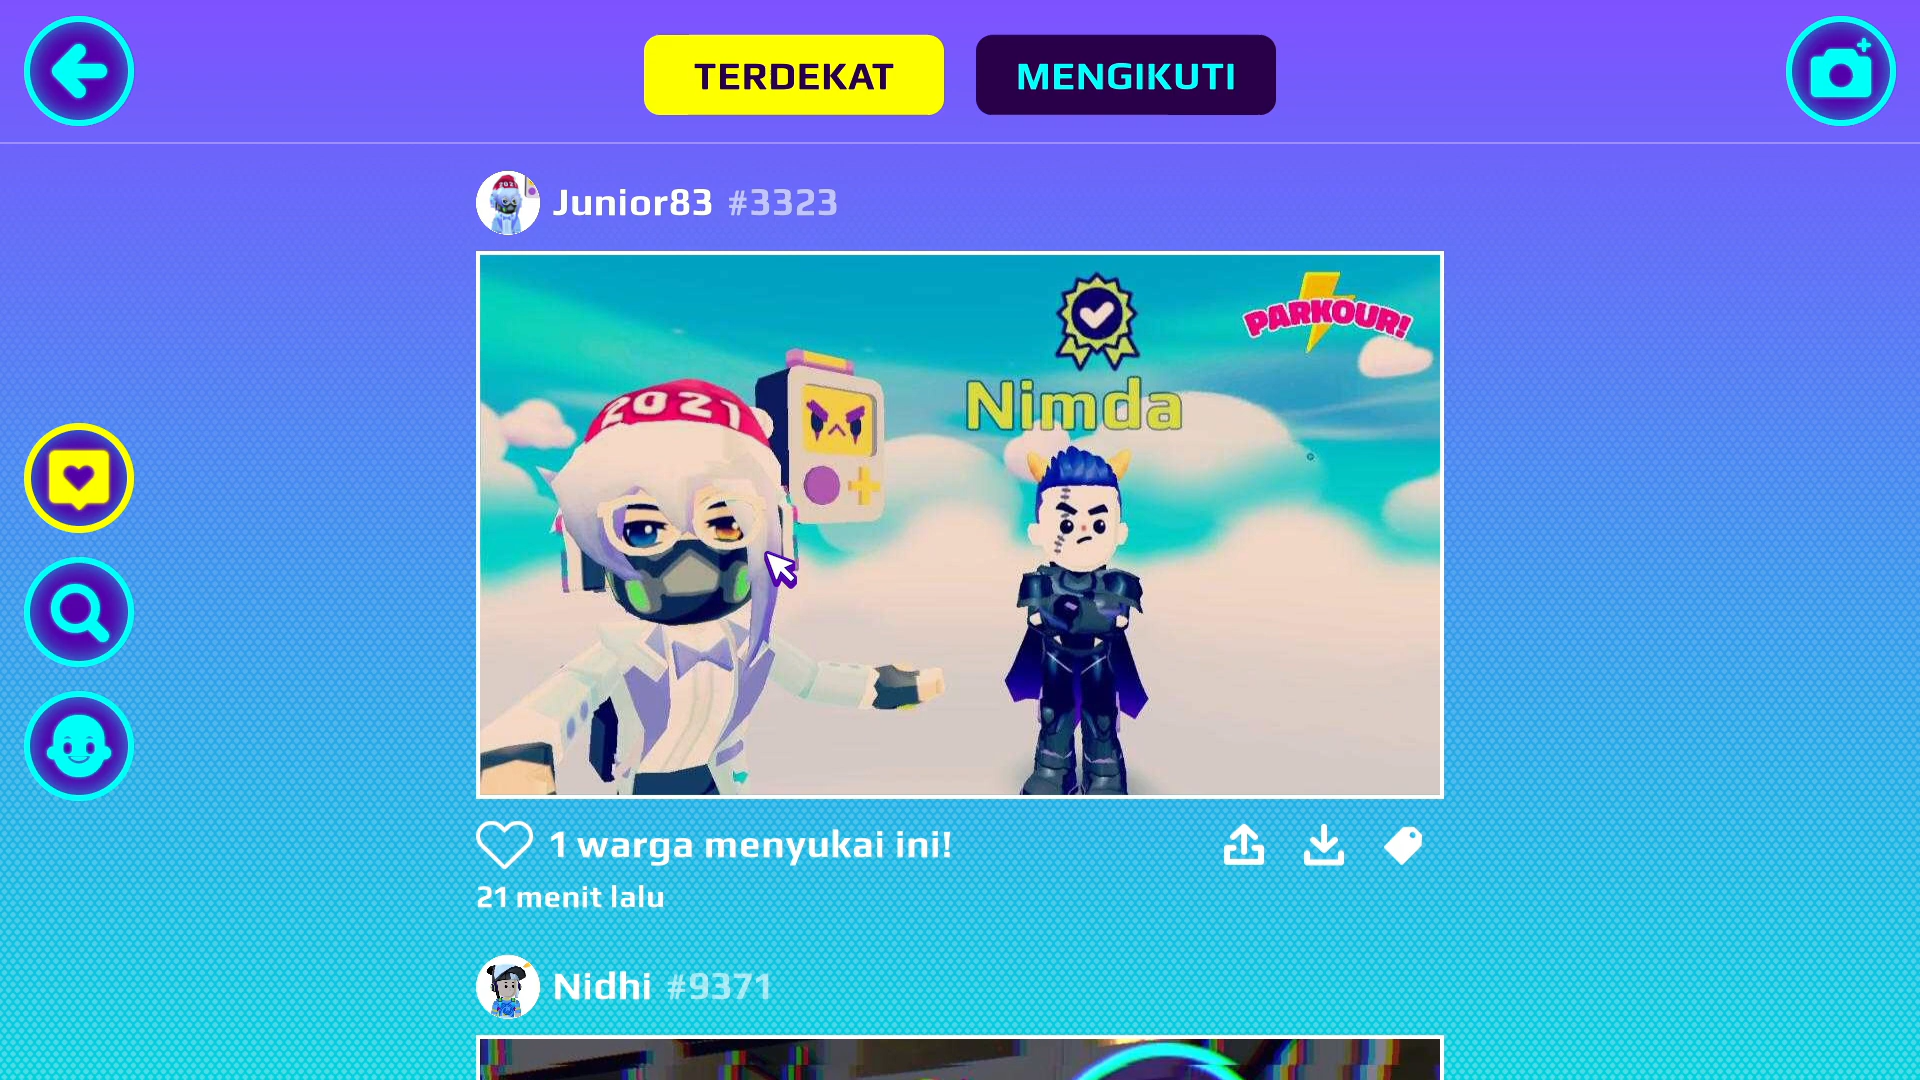 TERDEKAT
MENGIKUTI
Junior83 #3323
PARKOUR!
Nimda
2021
1 warga menyukai ini!
21 menit lalu
Nidhi #9371